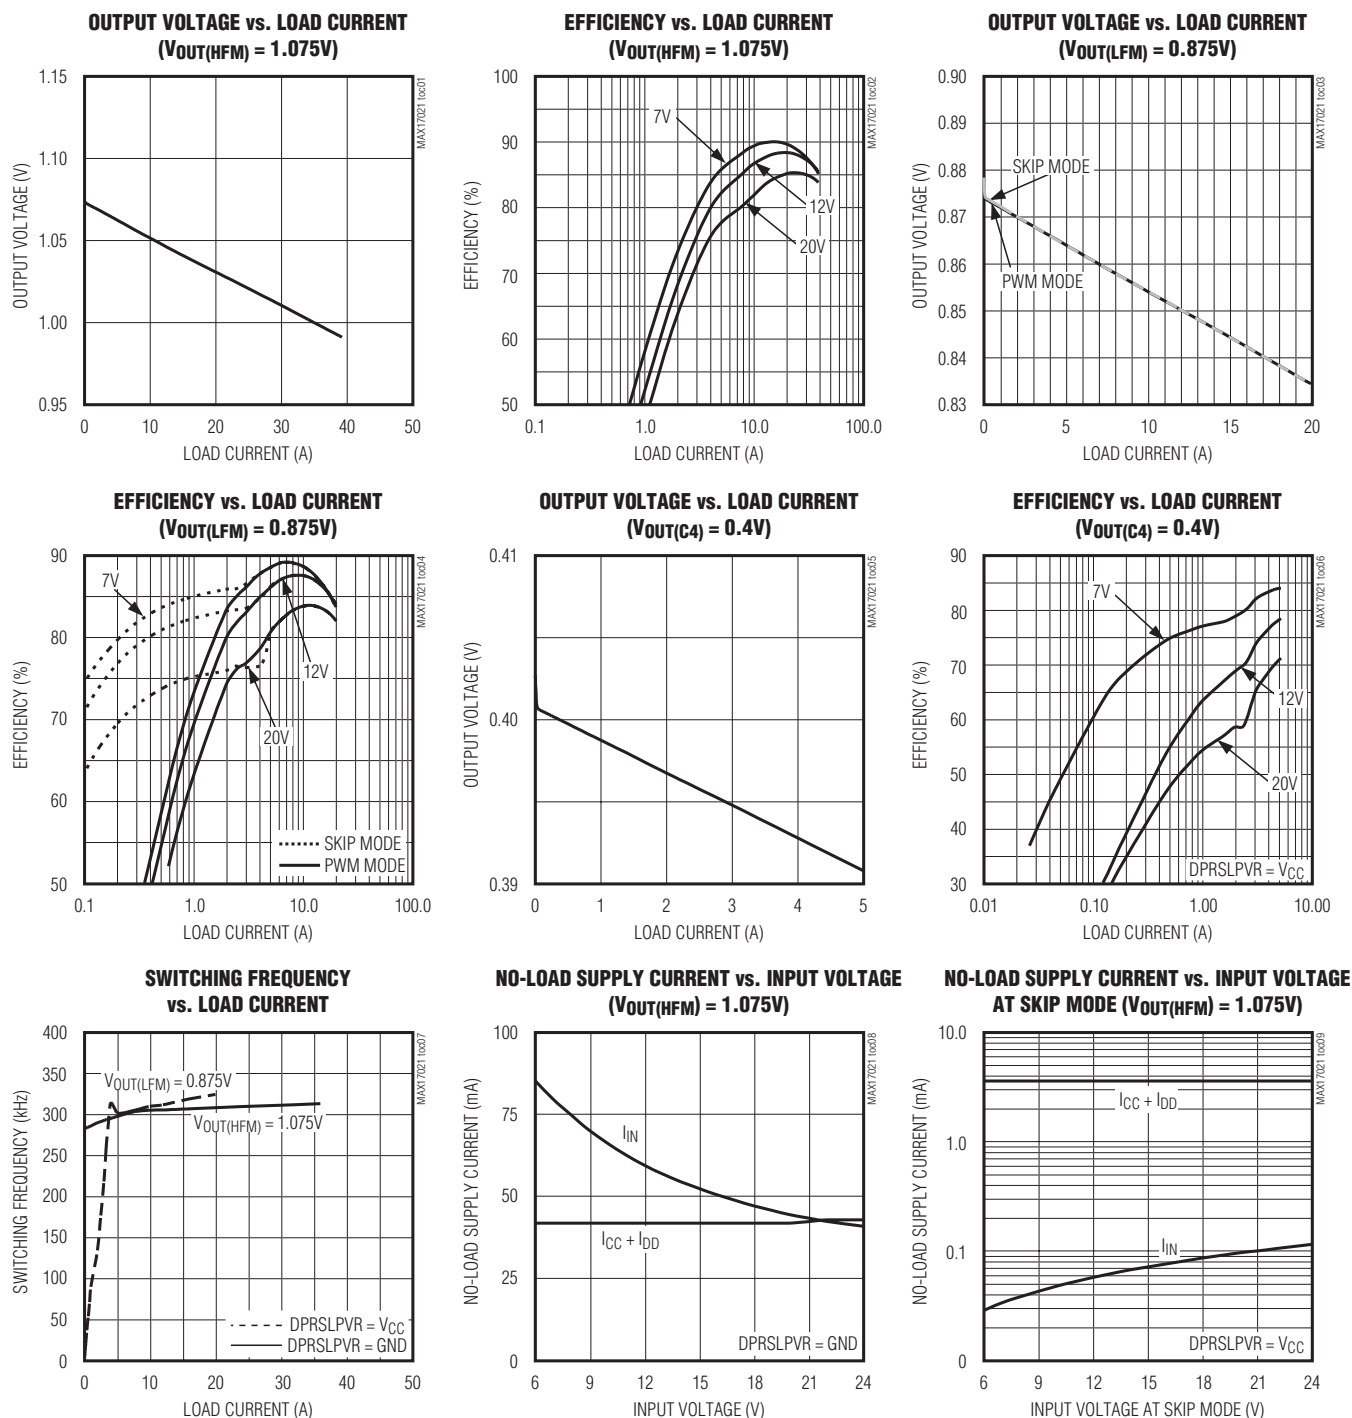 OUTPUT VOLTAGE vs. LOAD CURRENT
(VOUT(HFM) = 1.075V)
1.15
1.10
1.05
1.00
0.95
OUTPUT VOLTAGE (V)
0
10
20
30
40
50
LOAD CURRENT (A)
MAX17021 toc01
EFFICIENCY vs. LOAD CURRENT
(VOUT(HFM) = 1.075V)
100
90
80
70
60
50
EFFICIENCY (%)
7V
12V
20V
0.1
1.0
10.0
100.0
LOAD CURRENT (A)
MAX17021 toc02
OUTPUT VOLTAGE vs. LOAD CURRENT
(VOUT(LFM) = 0.875V)
0.90
0.89
0.88
0.87
0.86
0.85
0.84
0.83
OUTPUT VOLTAGE (V)
SKIP MODE
PWM MODE
0
5
10
15
20
LOAD CURRENT (A)
MAX17021 toc03
EFFICIENCY vs. LOAD CURRENT
(VOUT(LFM) = 0.875V)
90
80
70
60
50
EFFICIENCY (%)
7V
12V
20V
SKIP MODE
PWM MODE
0.1
1.0
10.0
100.0
LOAD CURRENT (A)
MAX17021 toc04
OUTPUT VOLTAGE vs. LOAD CURRENT
(VOUT(C4) = 0.4V)
0.41
0.40
0.39
OUTPUT VOLTAGE (V)
0
1
2
3
4
5
LOAD CURRENT (A)
MAX17021 toc05
EFFICIENCY vs. LOAD CURRENT
(VOUT(C4) = 0.4V)
90
80
70
60
50
40
30
EFFICIENCY (%)
7V
12V
20V
DPRSLPVR = VCC
0.01
0.10
1.00
10.00
LOAD CURRENT (A)
MAX17021 toc06
SWITCHING FREQUENCY
vs. LOAD CURRENT
400
350
300
250
200
150
100
50
0
SWITCHING FREQUENCY (kHz)
VOUT(LFM) = 0.875V
VOUT(HFM) = 1.075V
DPRSLPVR = VCC
DPRSLPVR = GND
0
10
20
30
40
50
LOAD CURRENT (A)
MAX17021 toc07
NO-LOAD SUPPLY CURRENT vs. INPUT VOLTAGE
(VOUT(HFM) = 1.075V)
100
75
50
25
0
NO-LOAD SUPPLY CURRENT (mA)
IIN
ICC + IDD
DPRSLPVR = GND
6
9
12
15
18
21
24
INPUT VOLTAGE (V)
MAX17021 toc08
NO-LOAD SUPPLY CURRENT vs. INPUT VOLTAGE
AT SKIP MODE (VOUT(HFM) = 1.075V)
10.0
1.0
0.1
0
NO-LOAD SUPPLY CURRENT (mA)
ICC + IDD
IIN
DPRSLPVR = VCC
6
9
12
15
18
21
24
INPUT VOLTAGE AT SKIP MODE (V)
MAX17021 toc09